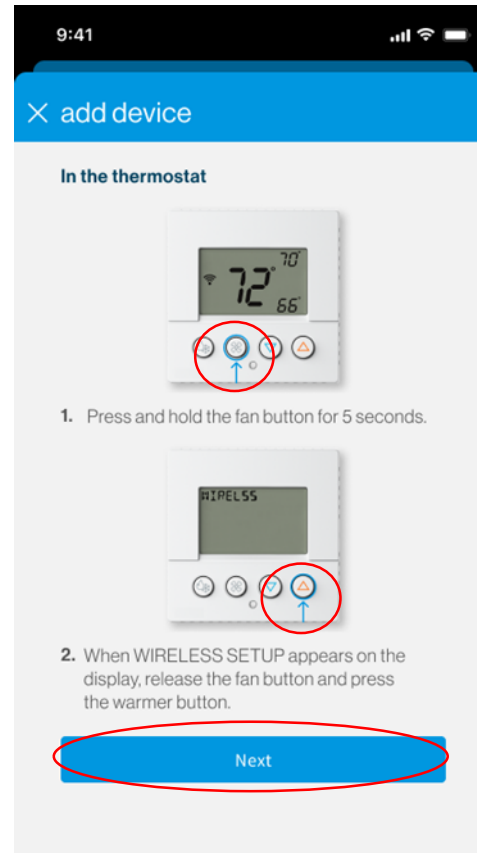 9:41
add device
In the thermostat
70°
72°
66°
1. Press and hold the fan button for 5 seconds.
WIRELSS
2. When WIRELESS SETUP appears on the
display, release the fan button and press
the warmer button.
Next